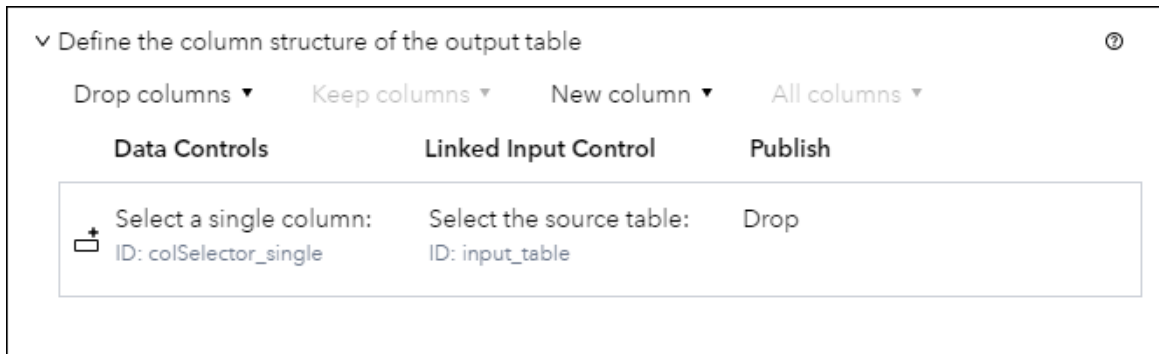 Define the column structure of the output table
Drop columns Keep columns New column All columns
Data Controls Linked Input Control Publish
Select a single column: Select the source table: Drop
ID: colSelector_single ID: input_table